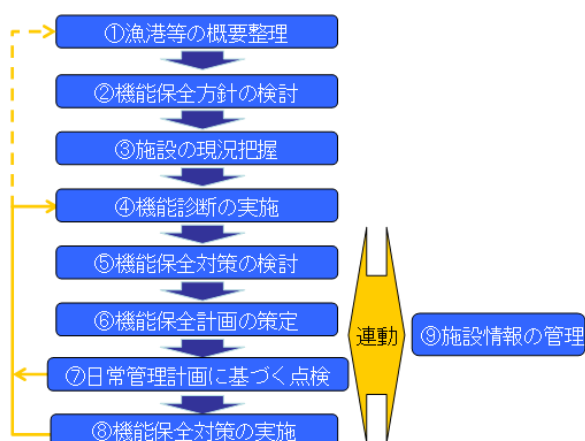 ①漁港等の概要整理
②機能保全方針の検討
③施設の現況把握
④機能診断の実施
⑤機能保全対策の検討
⑥機能保全計画の策定
連動
⑨施設情報の管理
⑦日常管理計画に基づく点検
⑧機能保全対策の実施